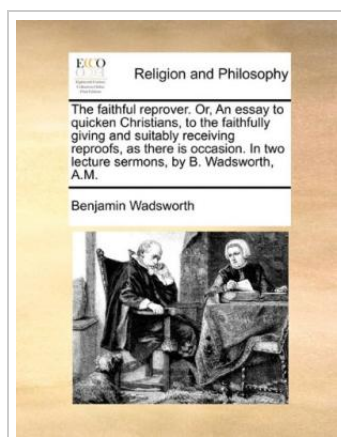 ECCO
Religion and Philosophy
The faithful reprover. Or, An essay to
quicken Christians, to the faithfully
giving and suitably receiving
reproofs, as there is occasion. In two
lecture sermons, by B. Wadsworth,
A.M.
Benjamin Wadsworth